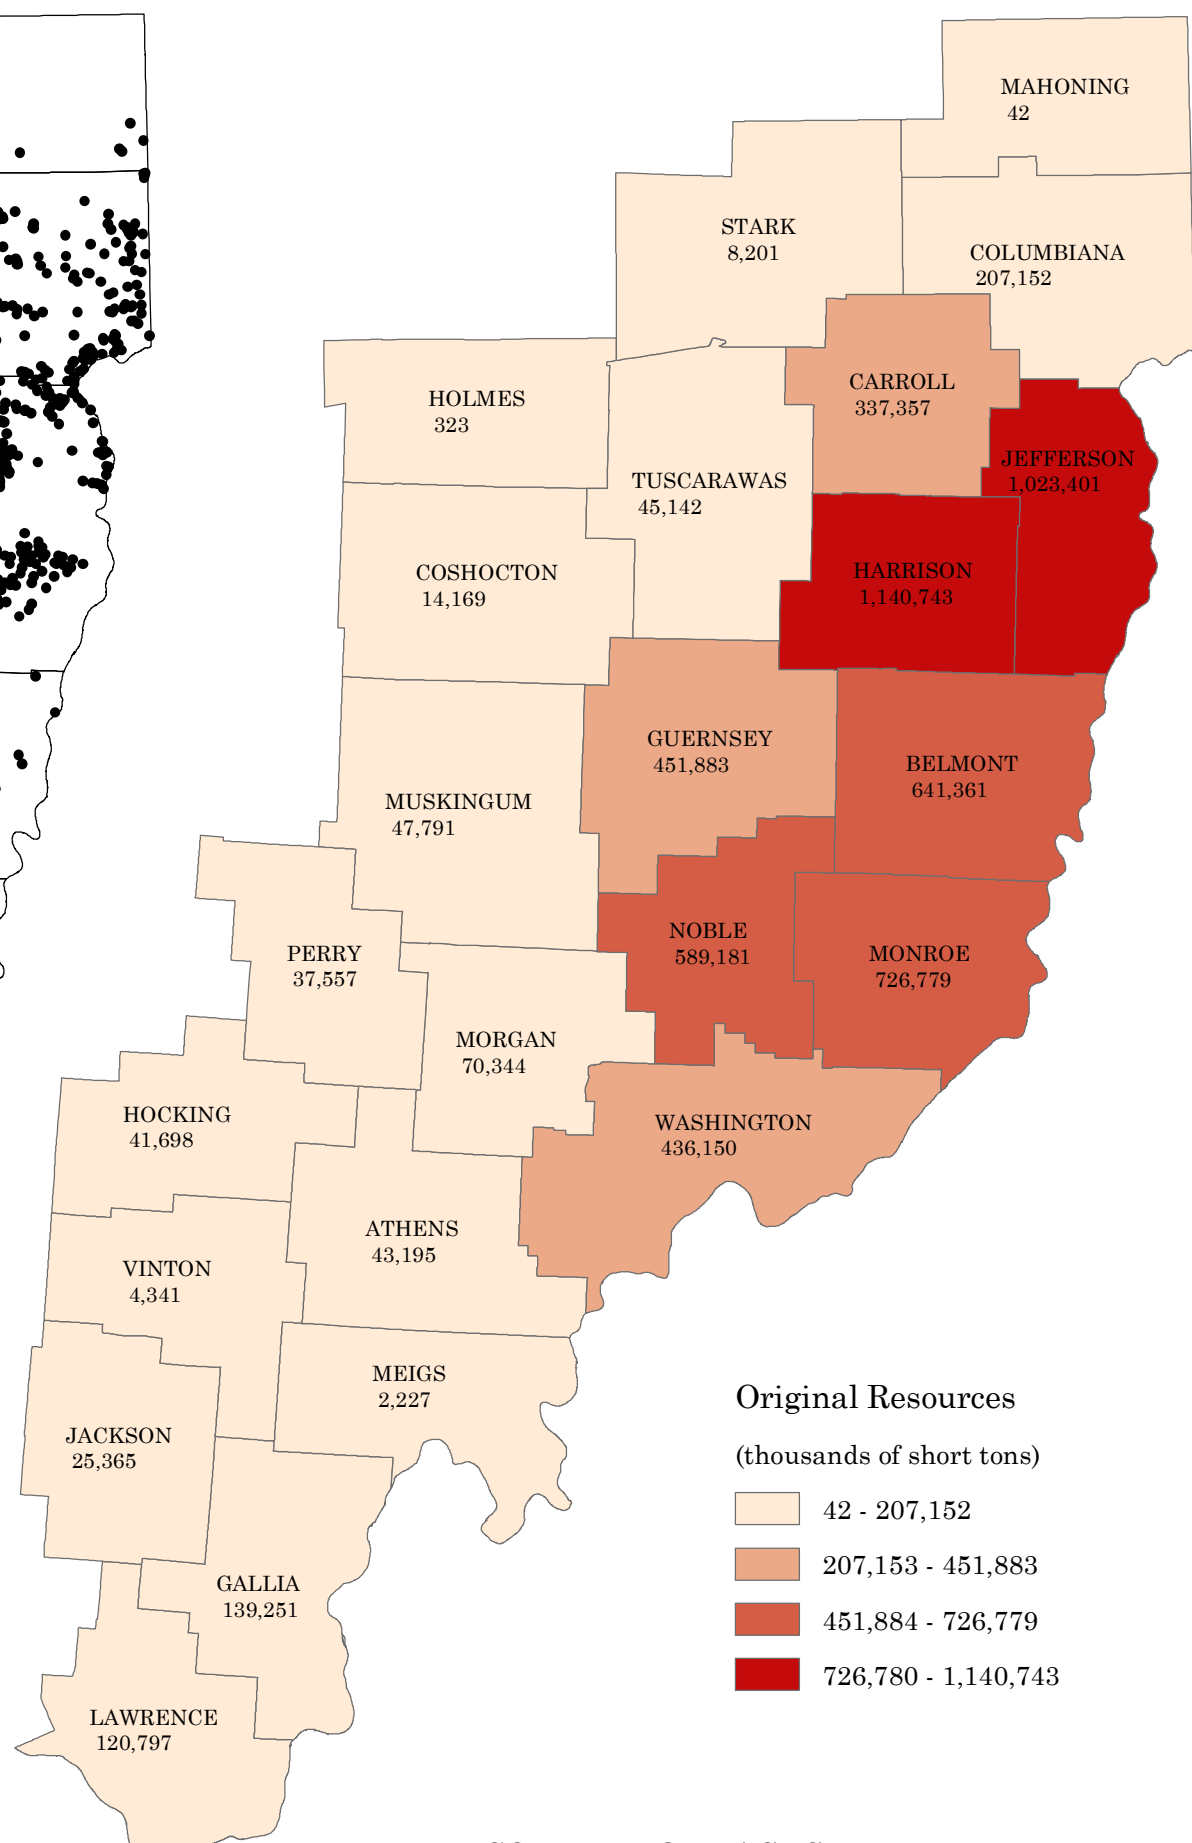 MAHONING
42
STARK
8,201
COLUMBIANA
207,152
CARROLL
337,357
HOLMES
323
JEFFERSON
1,023,401
TUSCARAWAS
45,142
COSHOCTON
14,169
HARRISON
1,140,743
GUERNSEY
451,883
BELMONT
641,361
MUSKINGUM
47,791
NOBLE
589,181
PERRY
37,557
MONROE
726,779
MORGAN
70,344
HOCKING
41,698
WASHINGTON
436,150
ATHENS
43,195
VINTON
4,341
MEIGS
2,227
JACKSON
25,365
GALLIA
139,251
LAWRENCE
120,797
Original Resources
(thousands of short tons)
42 - 207,152
207,153 - 451,883
451,884 - 726,779
726,780 - 1,140,743